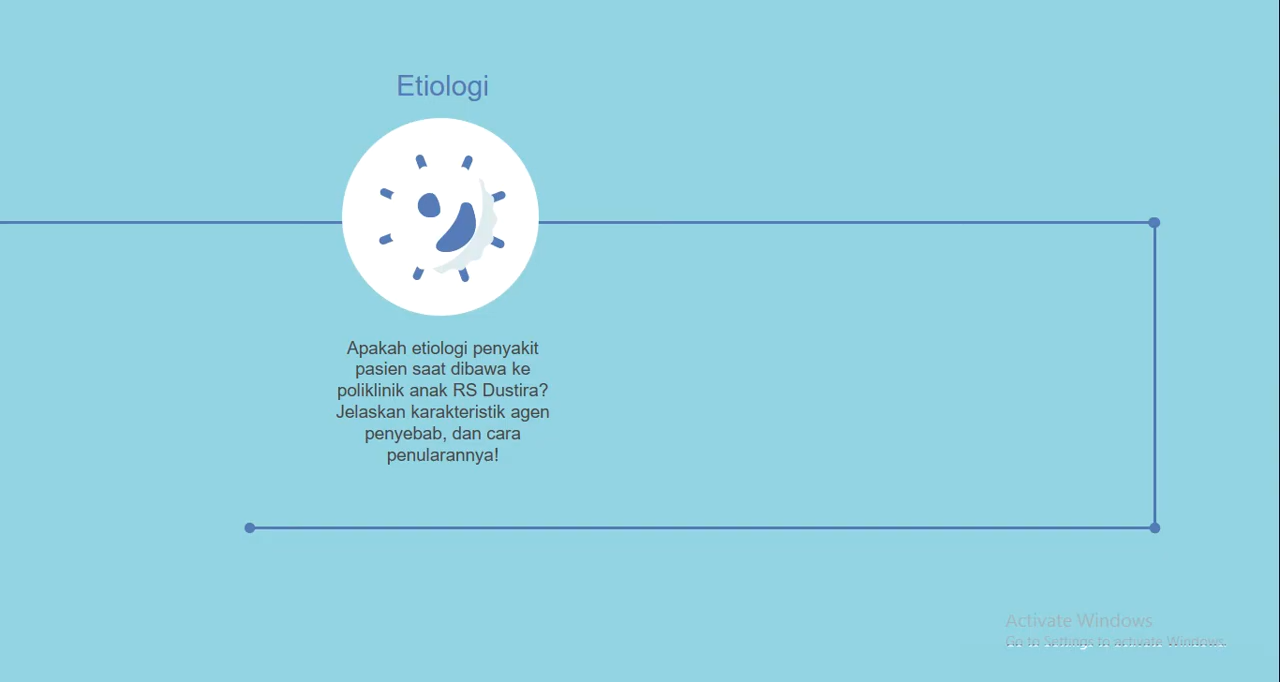 Etiologi
Apakah etiologi penyakit
pasien saat dibawa ke
poliklinik anak RS Dustira?
Jelaskan karakteristik agen
penyebab, dan cara
penularannya!
Activate Windows
Go to Settings to activate Windows.